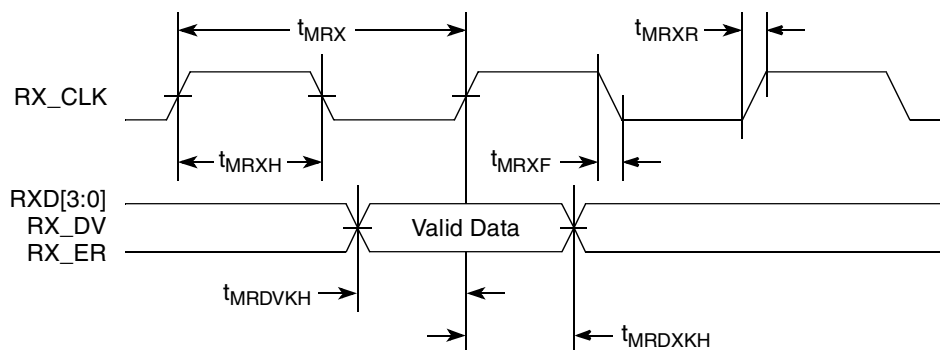 tMRX
tMRXR
RX_CLK
tMRXH
tMRXF
RXD[3:0]
RX_DV
Valid Data
RX_ER
tMRDVKH
tMRDXKH